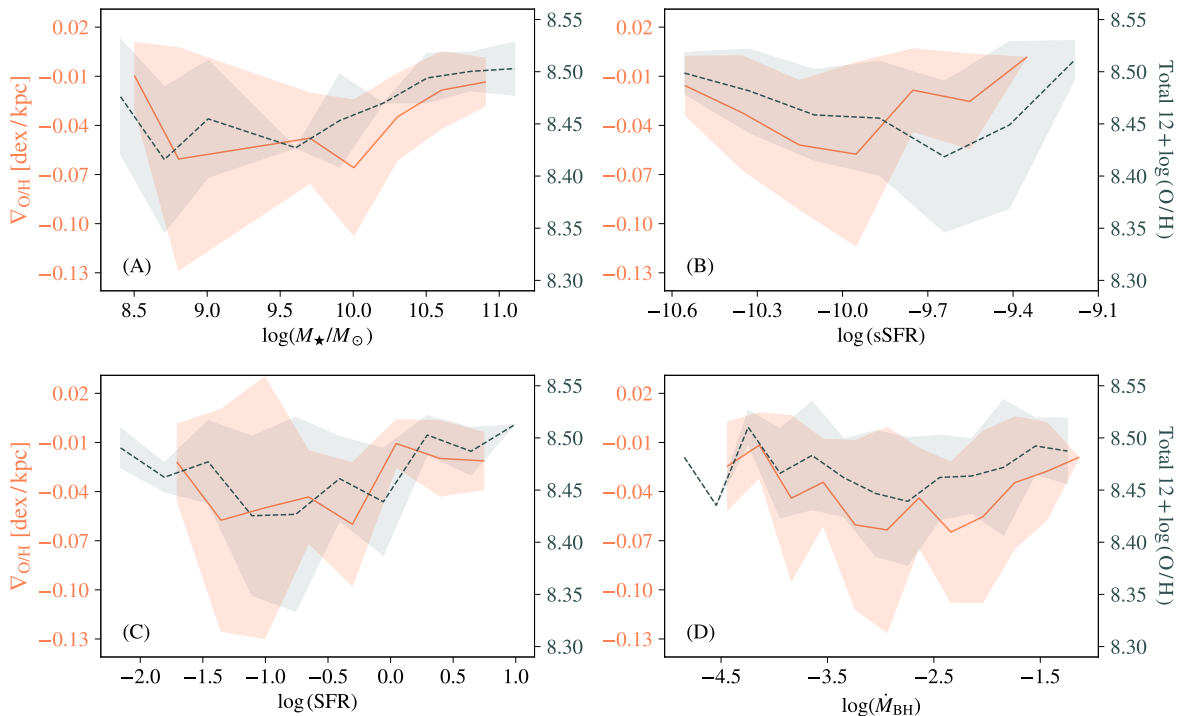 0.02
−0.01
−0.04
−0.07
−0.10
−0.13
∇O/H [dex/kpc]
(A)
8.5 9.0 9.5 10.0 10.5 11.0
log(M★/M⊙)
8.55
8.50
8.45
8.40
8.35
8.30
Total 12+log(O/H)
0.02
−0.01
−0.04
−0.07
−0.10
−0.13
∇O/H [dex/kpc]
(B)
−10.6 −10.3 −10.0 −9.7 −9.4 −9.1
log(sSFR)
8.55
8.50
8.45
8.40
8.35
8.30
Total 12+log(O/H)
0.02
−0.01
−0.04
−0.07
−0.10
−0.13
∇O/H [dex/kpc]
(C)
−2.0 −1.5 −1.0 −0.5 0.0 0.5 1.0
log(SFR)
8.55
8.50
8.45
8.40
8.35
8.30
Total 12+log(O/H)
0.02
−0.01
−0.04
−0.07
−0.10
−0.13
(D)
−4.5 −3.5 −2.5 −1.5
log(ṀBH)
8.55
8.50
8.45
8.40
8.35
8.30
Total 12+log(O/H)